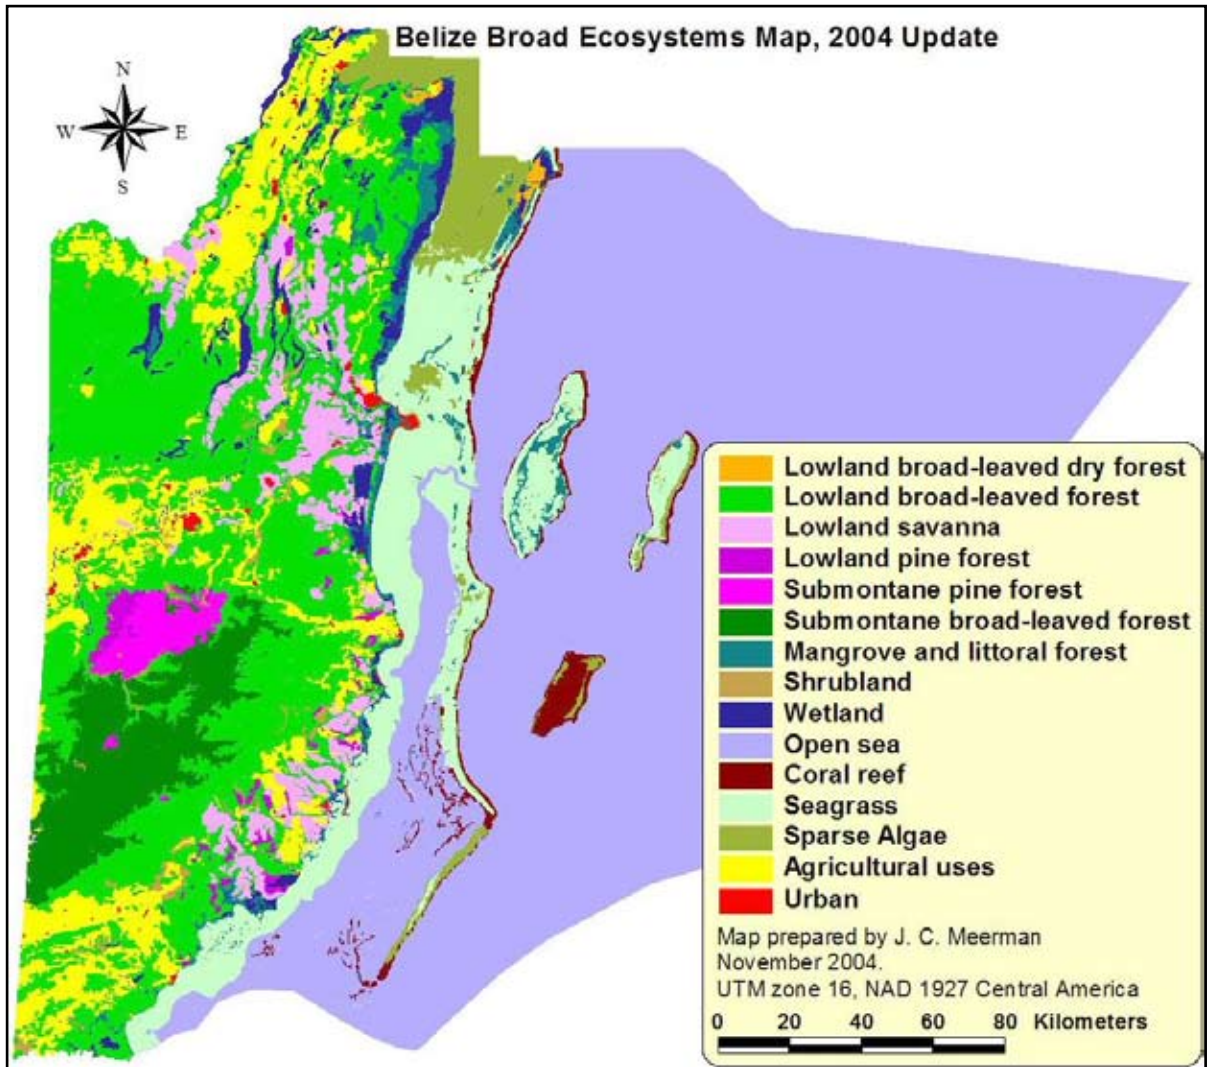 Belize Broad Ecosystems Map, 2004 Update
N
W E
S
Lowland broad-leaved dry forest
Lowland broad-leaved forest
Lowland savanna
Lowland pine forest
Submontane pine forest
Submontane broad-leaved forest
Mangrove and littoral forest
Shrubland
Wetland
Open sea
Coral reef
Seagrass
Sparse Algae
Agricultural uses
Urban
Map prepared by J. C. Meerman
November 2004.
UTM zone 16, NAD 1927 Central America
0 20 40 60 80 Kilometers